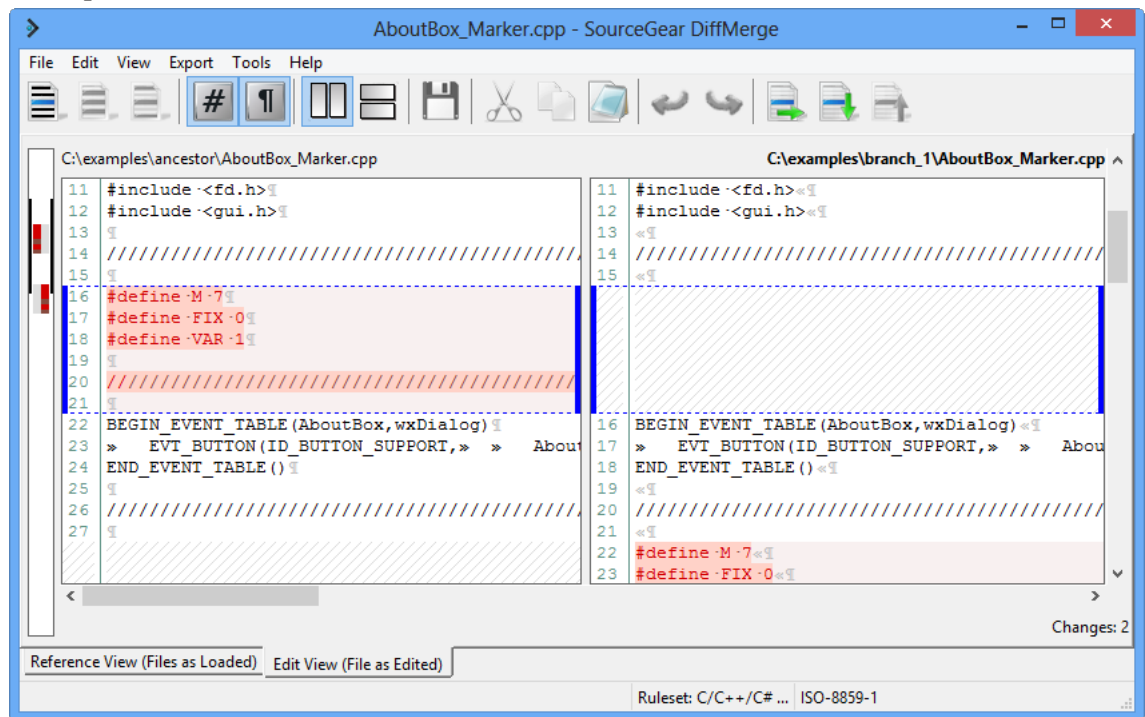 AboutBox_Marker.cpp - SourceGear DiffMerge
File Edit View Export Tools Help
# ¶
C:\examples\ancestor\AboutBox_Marker.cpp
11 #include·<fd.h>¶
12 #include·<gui.h>¶
13 ¶
14 /////////////////////////////////////////////
15 ¶
16 #define·M·7¶
17 #define·FIX·0¶
18 #define·VAR·1¶
19 ¶
20 ////////////////////////////////////////////
21 ¶
22 BEGIN_EVENT_TABLE(AboutBox,wxDialog)¶
23 » EVT_BUTTON(ID_BUTTON_SUPPORT,» » About
24 END_EVENT_TABLE()¶
25 ¶
26 /////////////////////////////////////////////
27 ¶
C:\examples\branch_1\AboutBox_Marker.cpp
11 #include·<fd.h>«¶
12 #include·<gui.h>«¶
13 «¶
14 ////////////////////////////////////////////
15 «¶
16 BEGIN_EVENT_TABLE(AboutBox,wxDialog)«¶
17 » EVT_BUTTON(ID_BUTTON_SUPPORT,» » Abou
18 END_EVENT_TABLE()«¶
19 «¶
20 ////////////////////////////////////////////
21 «¶
22 #define·M·7«¶
23 #define·FIX·0«¶
Changes: 2
Reference View (Files as Loaded) Edit View (File as Edited)
Ruleset: C/C++/C# ... ISO-8859-1